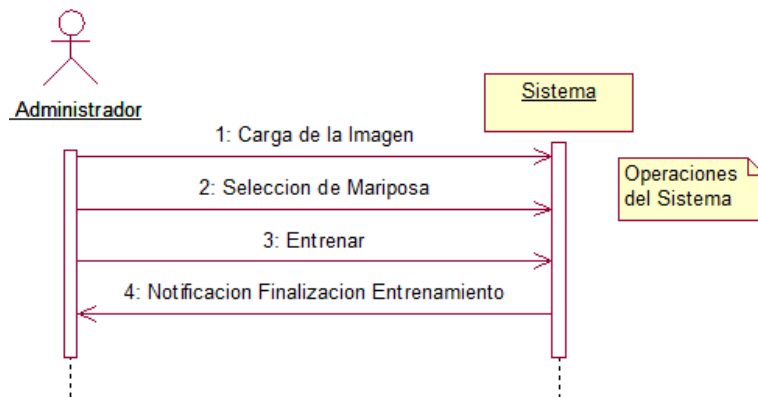 Administrador
Sistema
1: Carga de la Imagen
Operaciones
del Sistema
2: Seleccion de Mariposa
3: Entrenar
4: Notificacion Finalizacion Entrenamiento